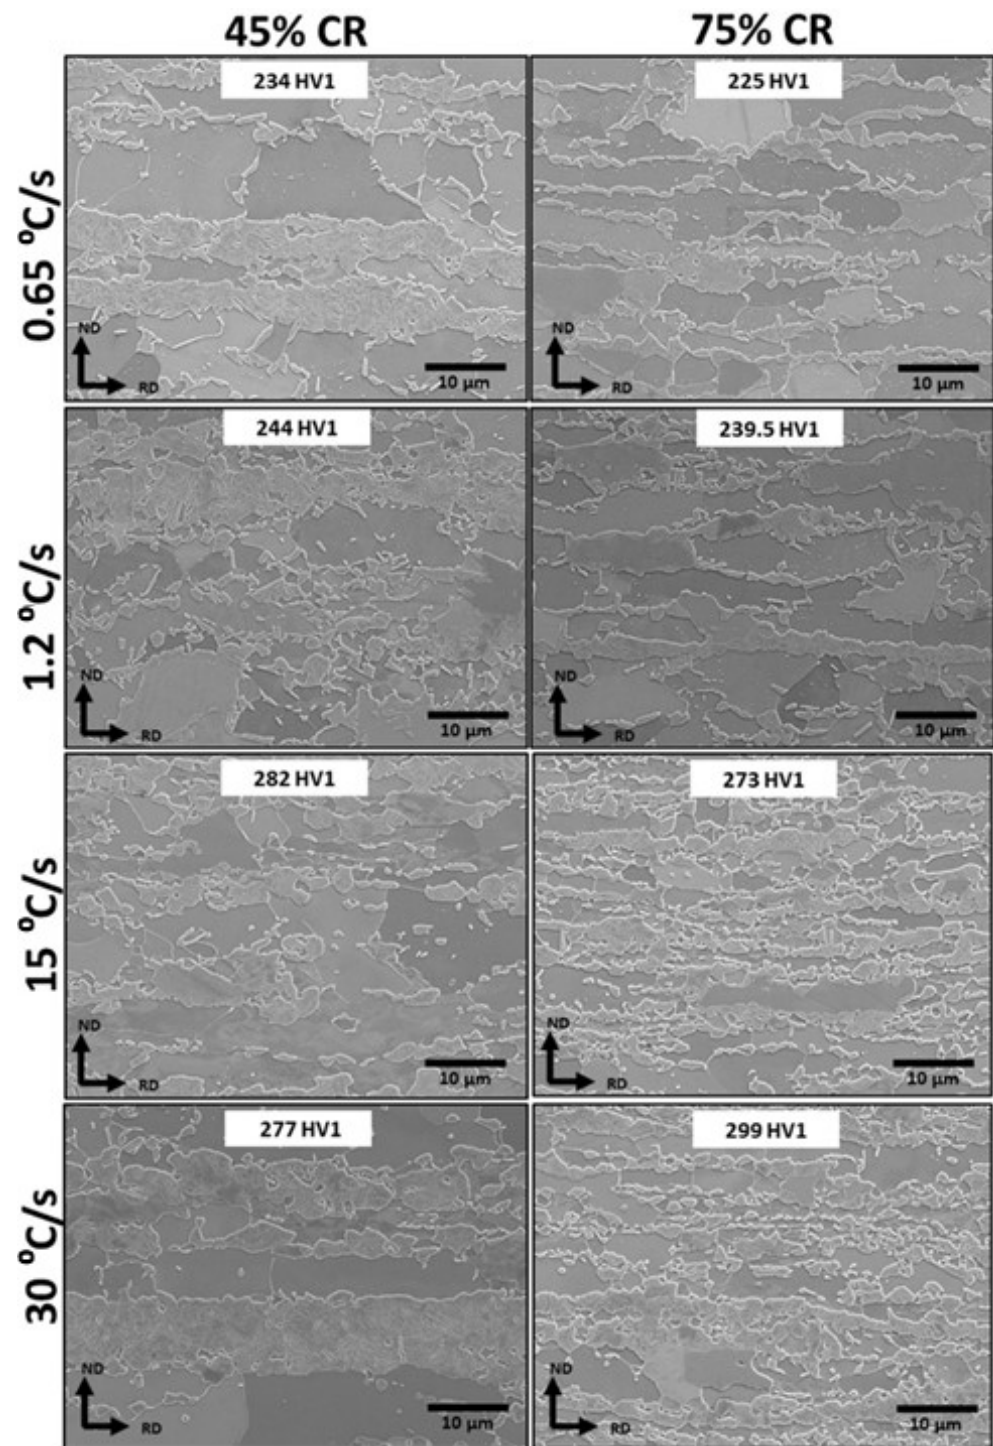 45% CR
75% CR
0.65 °C/s
234 HV1
ND
RD
10 µm
225 HV1
ND
RD
10 µm
1.2 °C/s
244 HV1
ND
RD
10 µm
239.5 HV1
ND
RD
10 µm
15 °C/s
282 HV1
ND
RD
10 µm
273 HV1
ND
RD
10 µm
30 °C/s
277 HV1
ND
RD
10 µm
299 HV1
ND
RD
10 µm